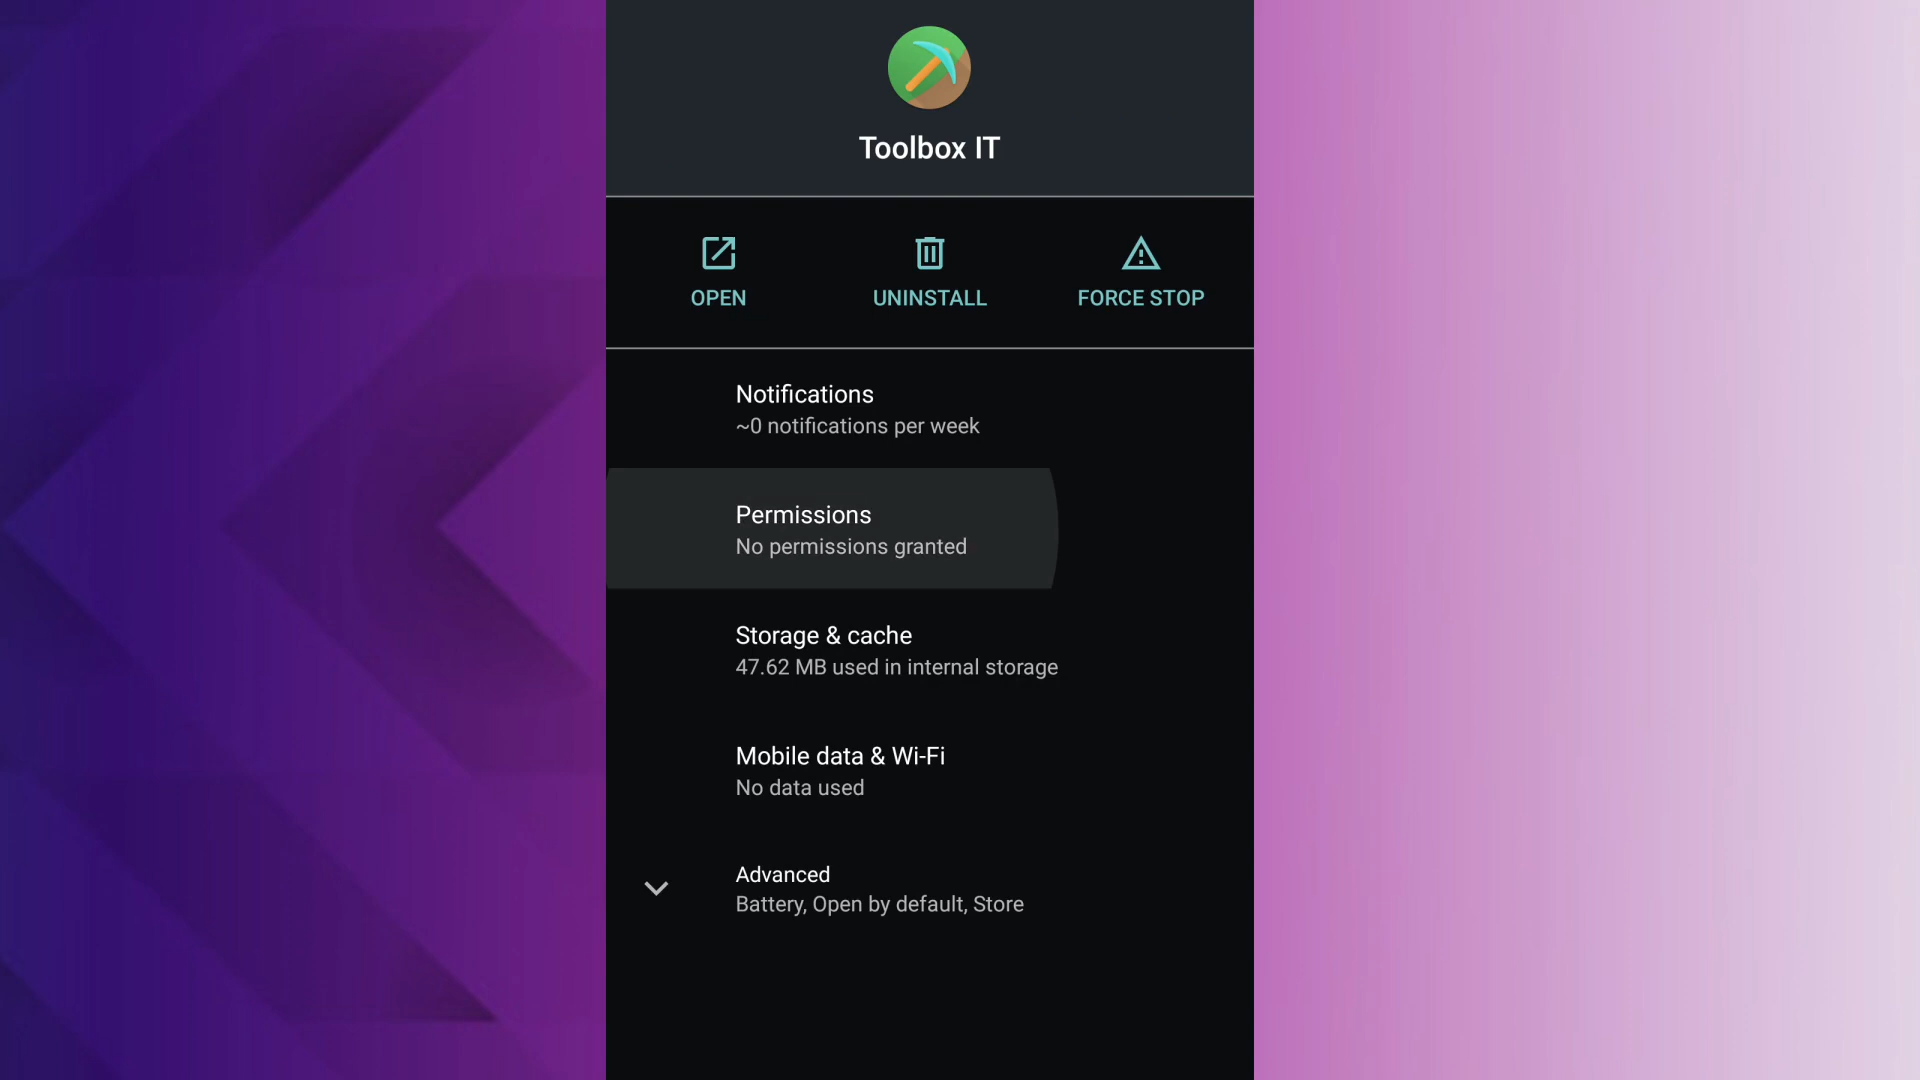 Toolbox IT
OPEN
UNINSTALL
FORCE STOP
Notifications
~0 notifications per week
Permissions
No permissions granted
Storage & cache
47.62 MB used in internal storage
Mobile data & Wi-Fi
No data used
Advanced
Battery, Open by default, Store